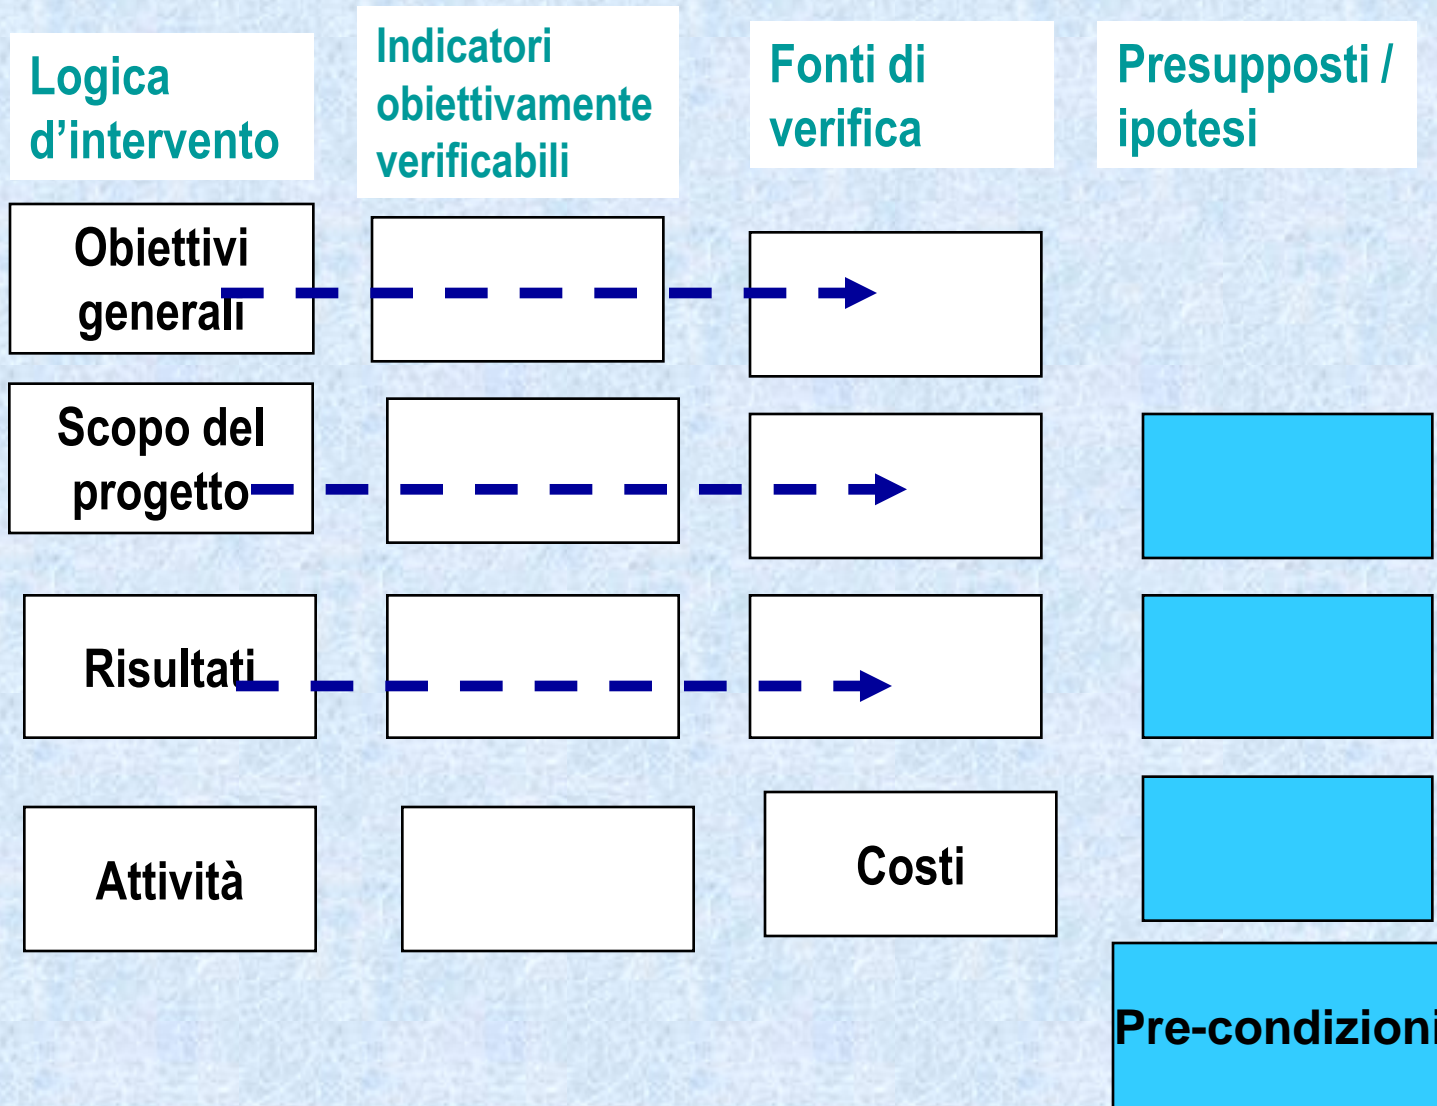 Logica
d’intervento
Indicatori
obiettivamente
verificabili
Fonti di
verifica
Presupposti /
ipotesi
Obiettivi
generali
Scopo del
progetto
Risultati
Attività
Costi
Pre-condizioni